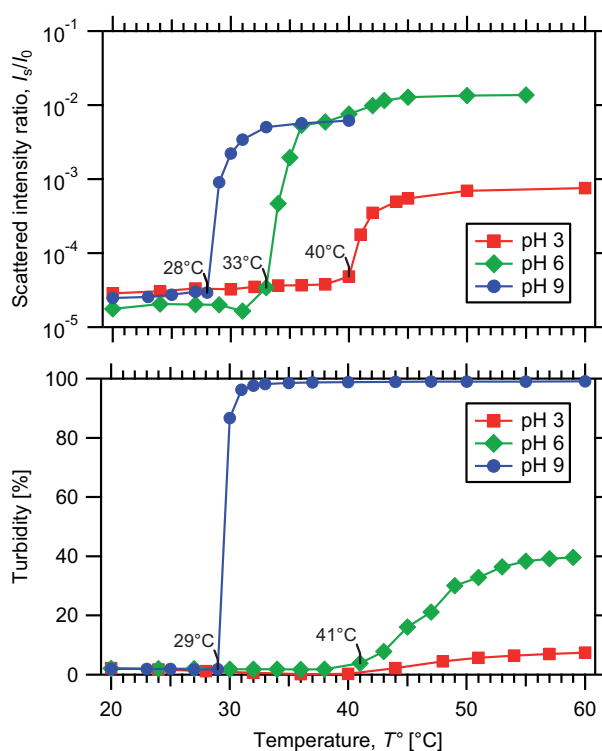 10⁻¹
10⁻²
10⁻³
10⁻⁴
10⁻⁵
Scattered intensity ratio, Iₛ/I₀
28°C
33°C
40°C
pH 3
pH 6
pH 9
100
80
60
40
20
0
Turbidity [%]
29°C
41°C
pH 3
pH 6
pH 9
20 30 40 50 60
Temperature, T° [°C]